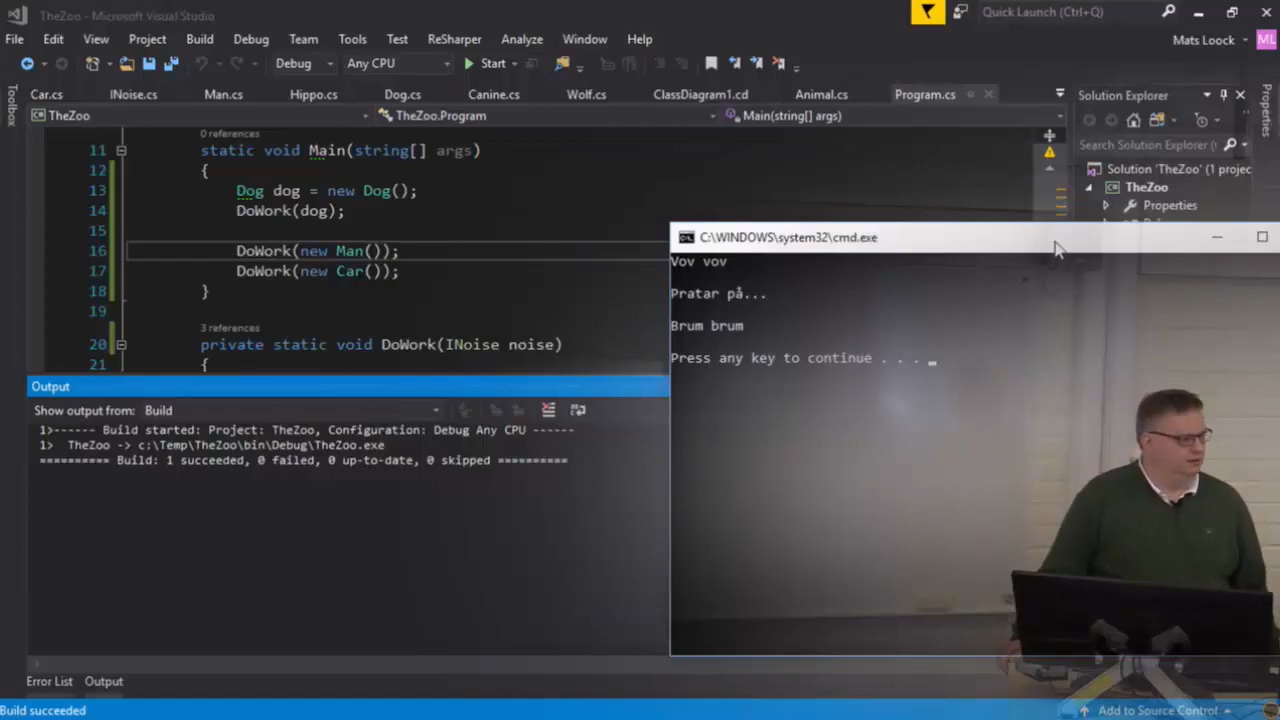 TheZoo - Microsoft Visual Studio
Quick Launch (Ctrl+Q)
File Edit View Project Build Debug Team Tools Test ReSharper Analyze Window Help
Mats Loock ML
Debug Any CPU Start
Toolbox
Car.cs INoise.cs Man.cs Hippo.cs Dog.cs Canine.cs Wolf.cs ClassDiagram1.cd Animal.cs Program.cs
TheZoo TheZoo.Program Main(string[] args)
0 references
11 static void Main(string[] args)
12 {
13 Dog dog = new Dog();
14 DoWork(dog);
15
16 DoWork(new Man());
17 DoWork(new Car());
18 }
19
3 references
20 private static void DoWork(INoise noise)
21 {
Solution Explorer
Search Solution Explorer
Solution 'TheZoo' (1 projec
TheZoo
Properties
Properties
C:\WINDOWS\system32\cmd.exe
Vov vov
Pratar på...
Brum brum
Press any key to continue . . .
Output
Show output from: Build
1>------ Build started: Project: TheZoo, Configuration: Debug Any CPU ------
1> TheZoo -> c:\Temp\TheZoo\bin\Debug\TheZoo.exe
========== Build: 1 succeeded, 0 failed, 0 up-to-date, 0 skipped ==========
Error List Output
Build succeeded
Add to Source Control